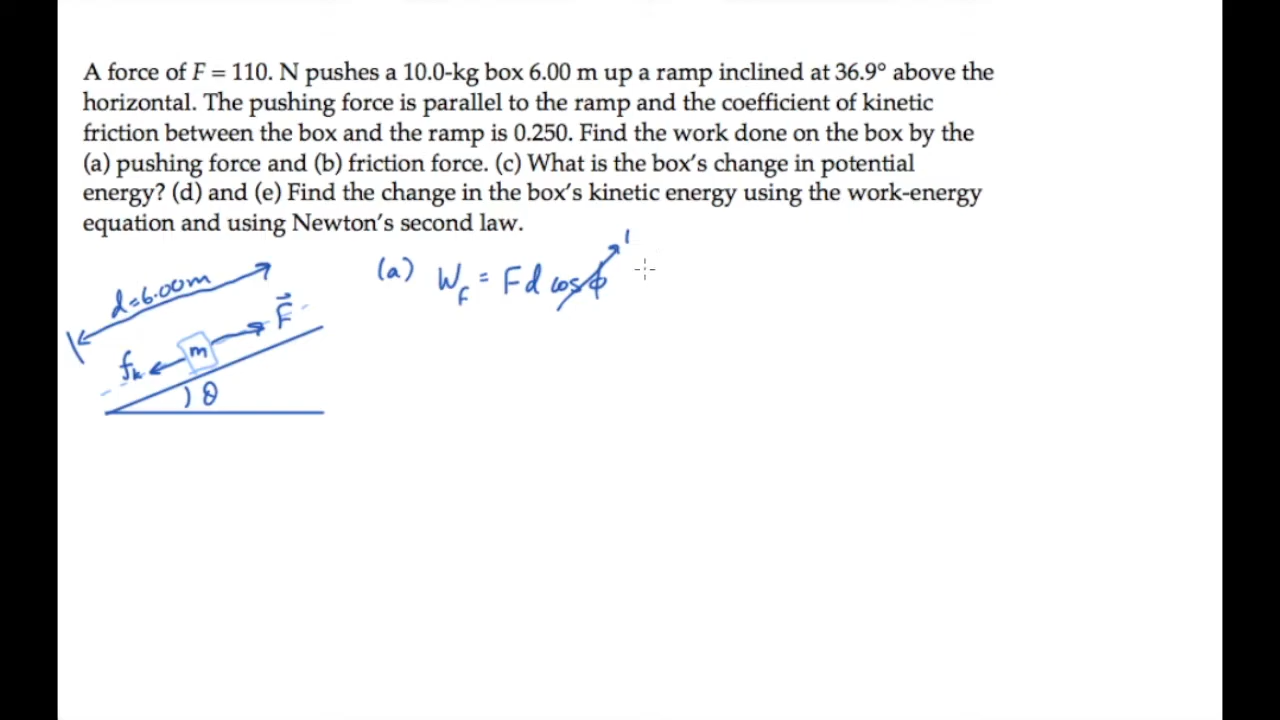 A force of F = 110. N pushes a 10.0-kg box 6.00 m up a ramp inclined at 36.9° above the
horizontal. The pushing force is parallel to the ramp and the coefficient of kinetic
friction between the box and the ramp is 0.250. Find the work done on the box by the
(a) pushing force and (b) friction force. (c) What is the box's change in potential
energy? (d) and (e) Find the change in the box's kinetic energy using the work-energy
equation and using Newton's second law.
(a) W_F = F d cos ϕ 1
d=6.00m
F⃗
f_k
m
θ